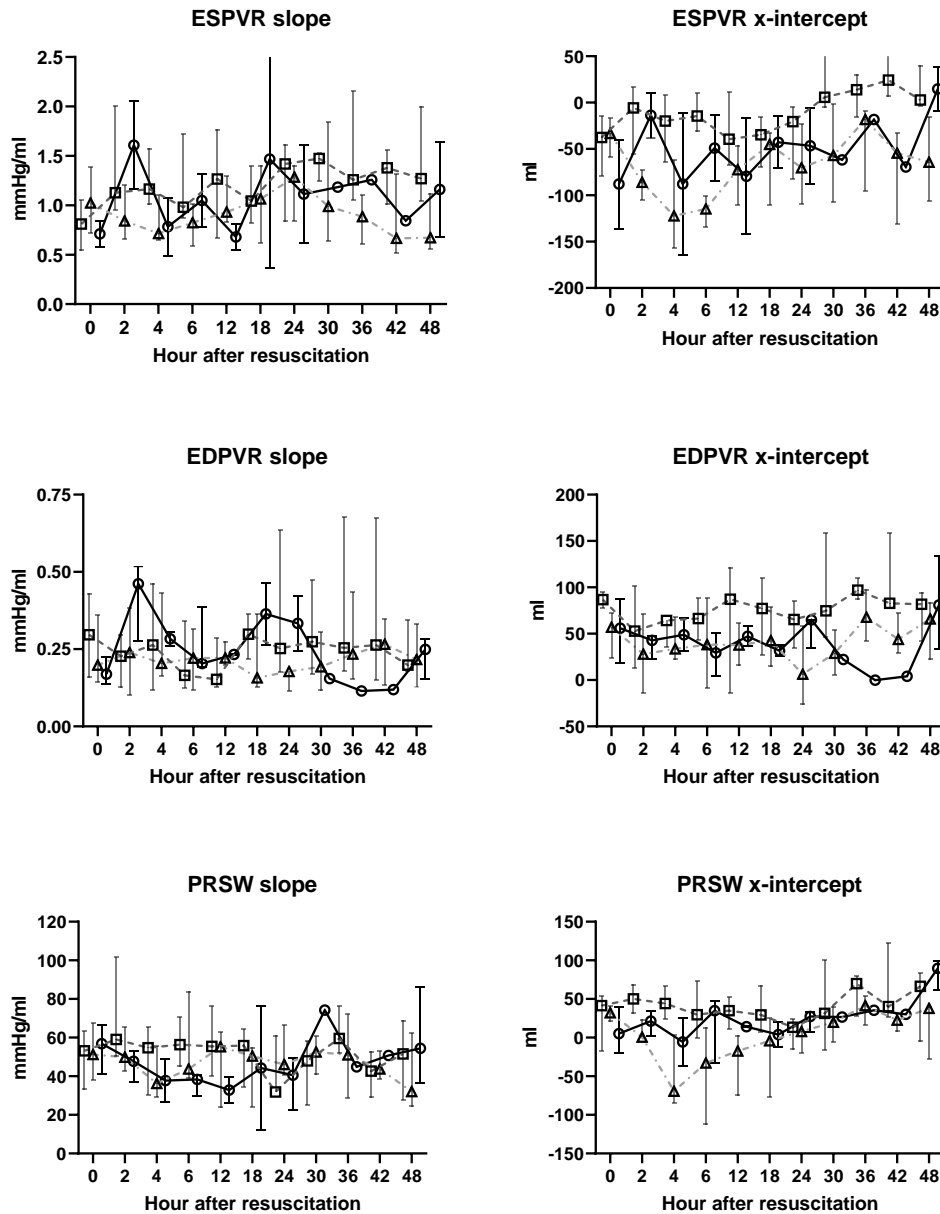 ESPVR slope
ESPVR x-intercept
2.5
2.0
1.5
1.0
0.5
0.0
mmHg/ml
0 2 4 6 12 18 24 30 36 42 48
Hour after resuscitation
50
0
-50
-100
-150
-200
ml
0 2 4 6 12 18 24 30 36 42 48
Hour after resuscitation
EDPVR slope
EDPVR x-intercept
0.75
0.50
0.25
0.00
mmHg/ml
0 2 4 6 12 18 24 30 36 42 48
Hour after resuscitation
200
150
100
50
0
-50
ml
0 2 4 6 12 18 24 30 36 42 48
Hour after resuscitation
PRSW slope
PRSW x-intercept
120
100
80
60
40
20
0
mmHg/ml
0 2 4 6 12 18 24 30 36 42 48
Hour after resuscitation
150
100
50
0
-50
-100
-150
ml
0 2 4 6 12 18 24 30 36 42 48
Hour after resuscitation